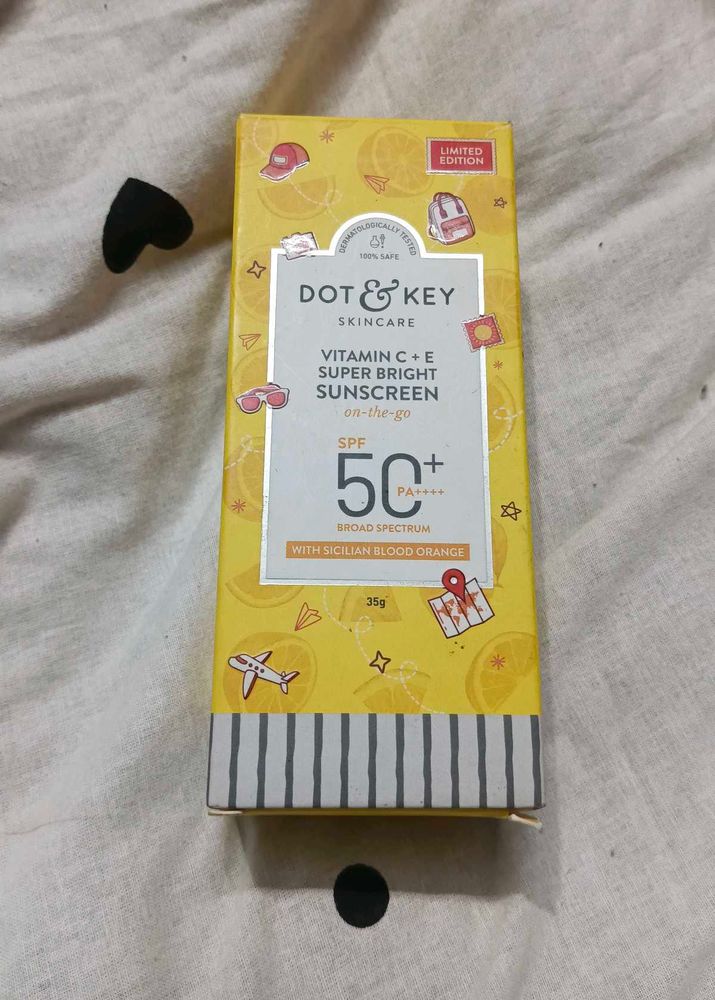 LIMITED
EDITION
DERMATOLOGICALLY TESTED
100% SAFE
DOT & KEY
SKINCARE
VITAMIN C + E
SUPER BRIGHT
SUNSCREEN
on-the-go
SPF
50+
PA++++
BROAD SPECTRUM
WITH SICILIAN BLOOD ORANGE
35g